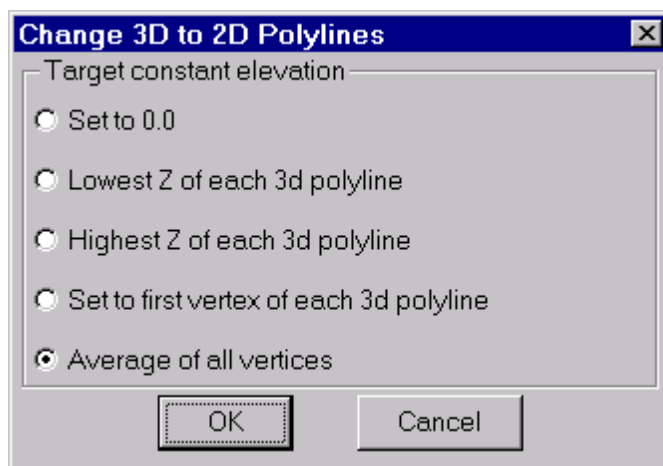 Change 3D to 2D Polylines
Target constant elevation
Set to 0.0
Lowest Z of each 3d polyline
Highest Z of each 3d polyline
Set to first vertex of each 3d polyline
Average of all vertices
OK Cancel